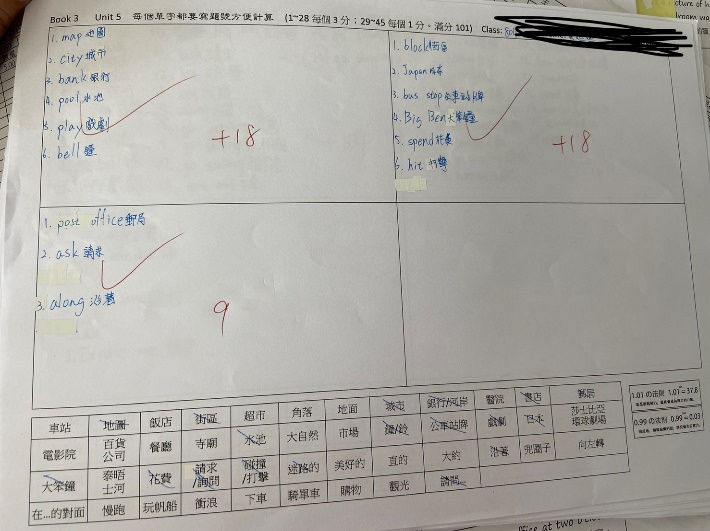 Book 3 Unit 5 每個單字都要寫題號方便計算 (1~28 每個 3 分；29~45 每個 1 分。滿分 101) Class:
1. map 地圖
2. city 城市
3. bank 銀行
4. pool 水池
5. play 戲劇
6. bell 鐘
+18
1. block 街區
2. Japan 日本
3. bus stop 公車站牌
4. Big Ben 大笨鐘
5. spend 花費
6. hit 打擊
+18
1. post office 郵局
2. ask 請求
3. along 沿著
9
車站 地圖 飯店 街區 超市 角落 地面 城市 銀行/河岸 醫院 書店 郵局
電影院 百貨公司 餐廳 寺廟 水池 大自然 市場 鐘/鈴 公車站牌 戲劇 日本 莎士比亞環球劇場
大笨鐘 泰晤士河 花費 請求/詢問 碰撞/打擊 迷路的 美好的 直的 大約 沿著 兜圈子 向左轉
在...的對面 慢跑 玩帆船 衝浪 下車 騎單車 購物 觀光 請問
1.01 の法則 1.01 = 37.8
0.99 の法則 0.99 = 0.03